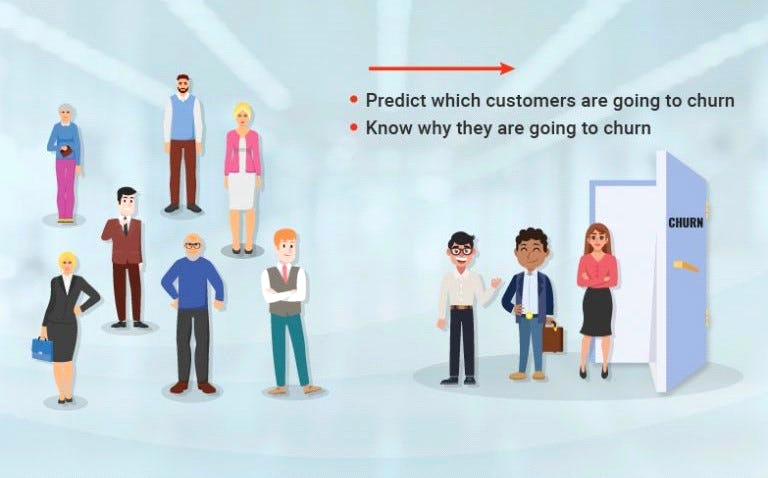 Predict which customers are going to churn
Know why they are going to churn
CHURN